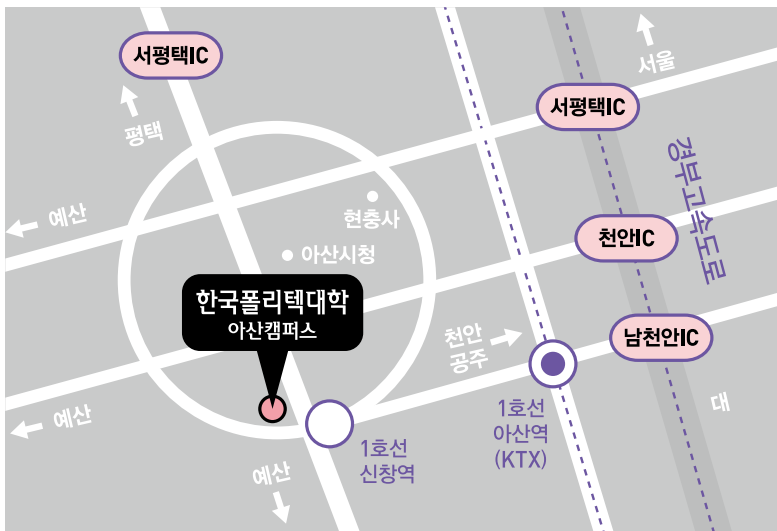 서평택IC
서울
평택
서평택IC
경부고속도로
현충사
예산
아산시청
천안IC
한국폴리텍대학
아산캠퍼스
천안
공주
남천안IC
예산
1호선
아산역
(KTX)
대
1호선
신창역
예산